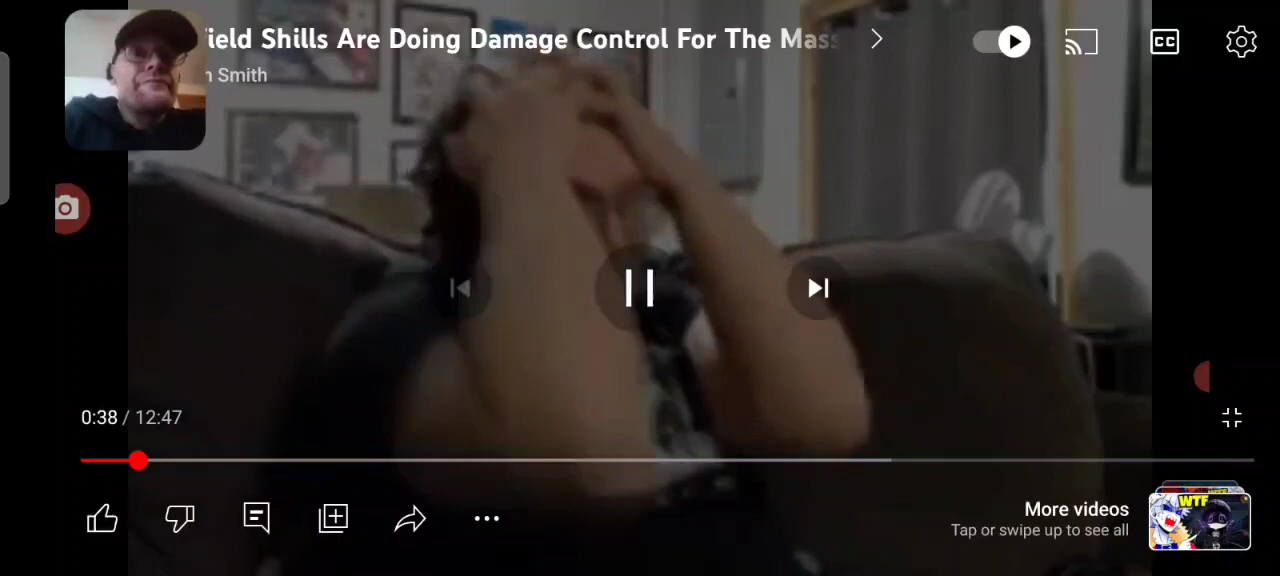 ield Shills Are Doing Damage Control For The Mass
n Smith
CC
0:38 / 12:47
More videos
Tap or swipe up to see all
WTF